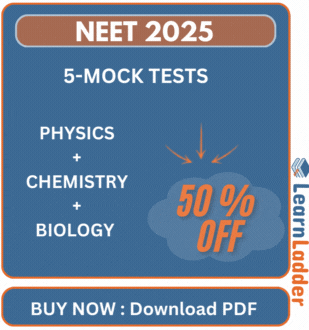 NEET 2025
5-MOCK TESTS
PHYSICS
+
CHEMISTRY
+
BIOLOGY
50 %
OFF
LearnLadder
BUY NOW : Download PDF